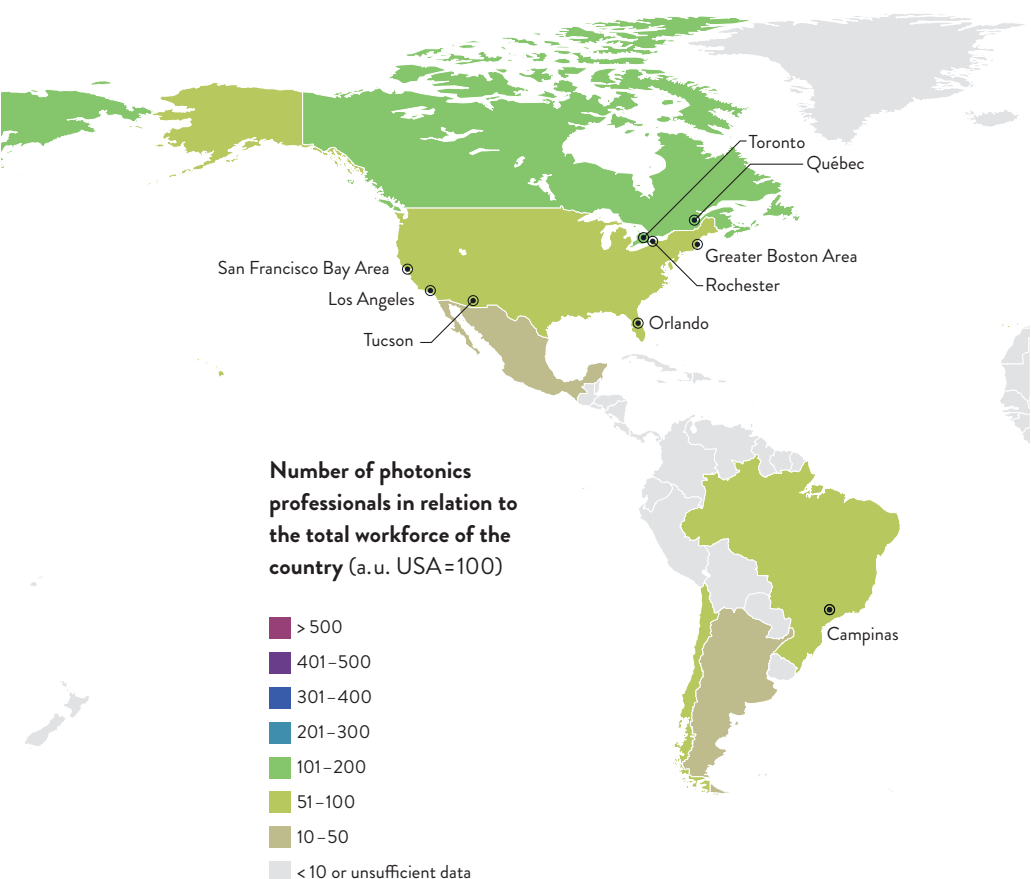 Toronto
Québec
Greater Boston Area
San Francisco Bay Area
Rochester
Los Angeles
Orlando
Tucson
Number of photonics
professionals in relation to
the total workforce of the
country (a.u. USA=100)
> 500
401–500
301–400
201–300
101–200
51–100
10–50
< 10 or unsufficient data
Campinas